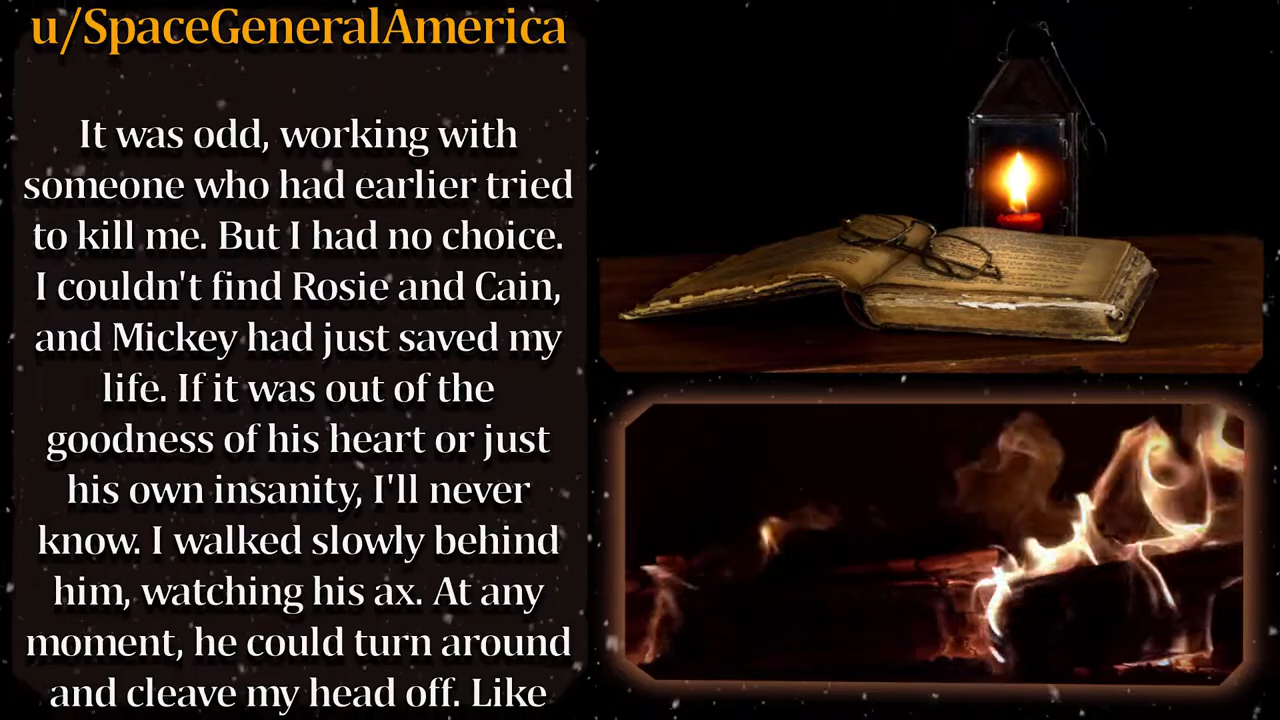 u/SpaceGeneralAmerica
It was odd, working with
someone who had earlier tried
to kill me. But I had no choice.
I couldn't find Rosie and Cain,
and Mickey had just saved my
life. If it was out of the
goodness of his heart or just
his own insanity, I'll never
know. I walked slowly behind
him, watching his ax. At any
moment, he could turn around
and cleave my head off. Like